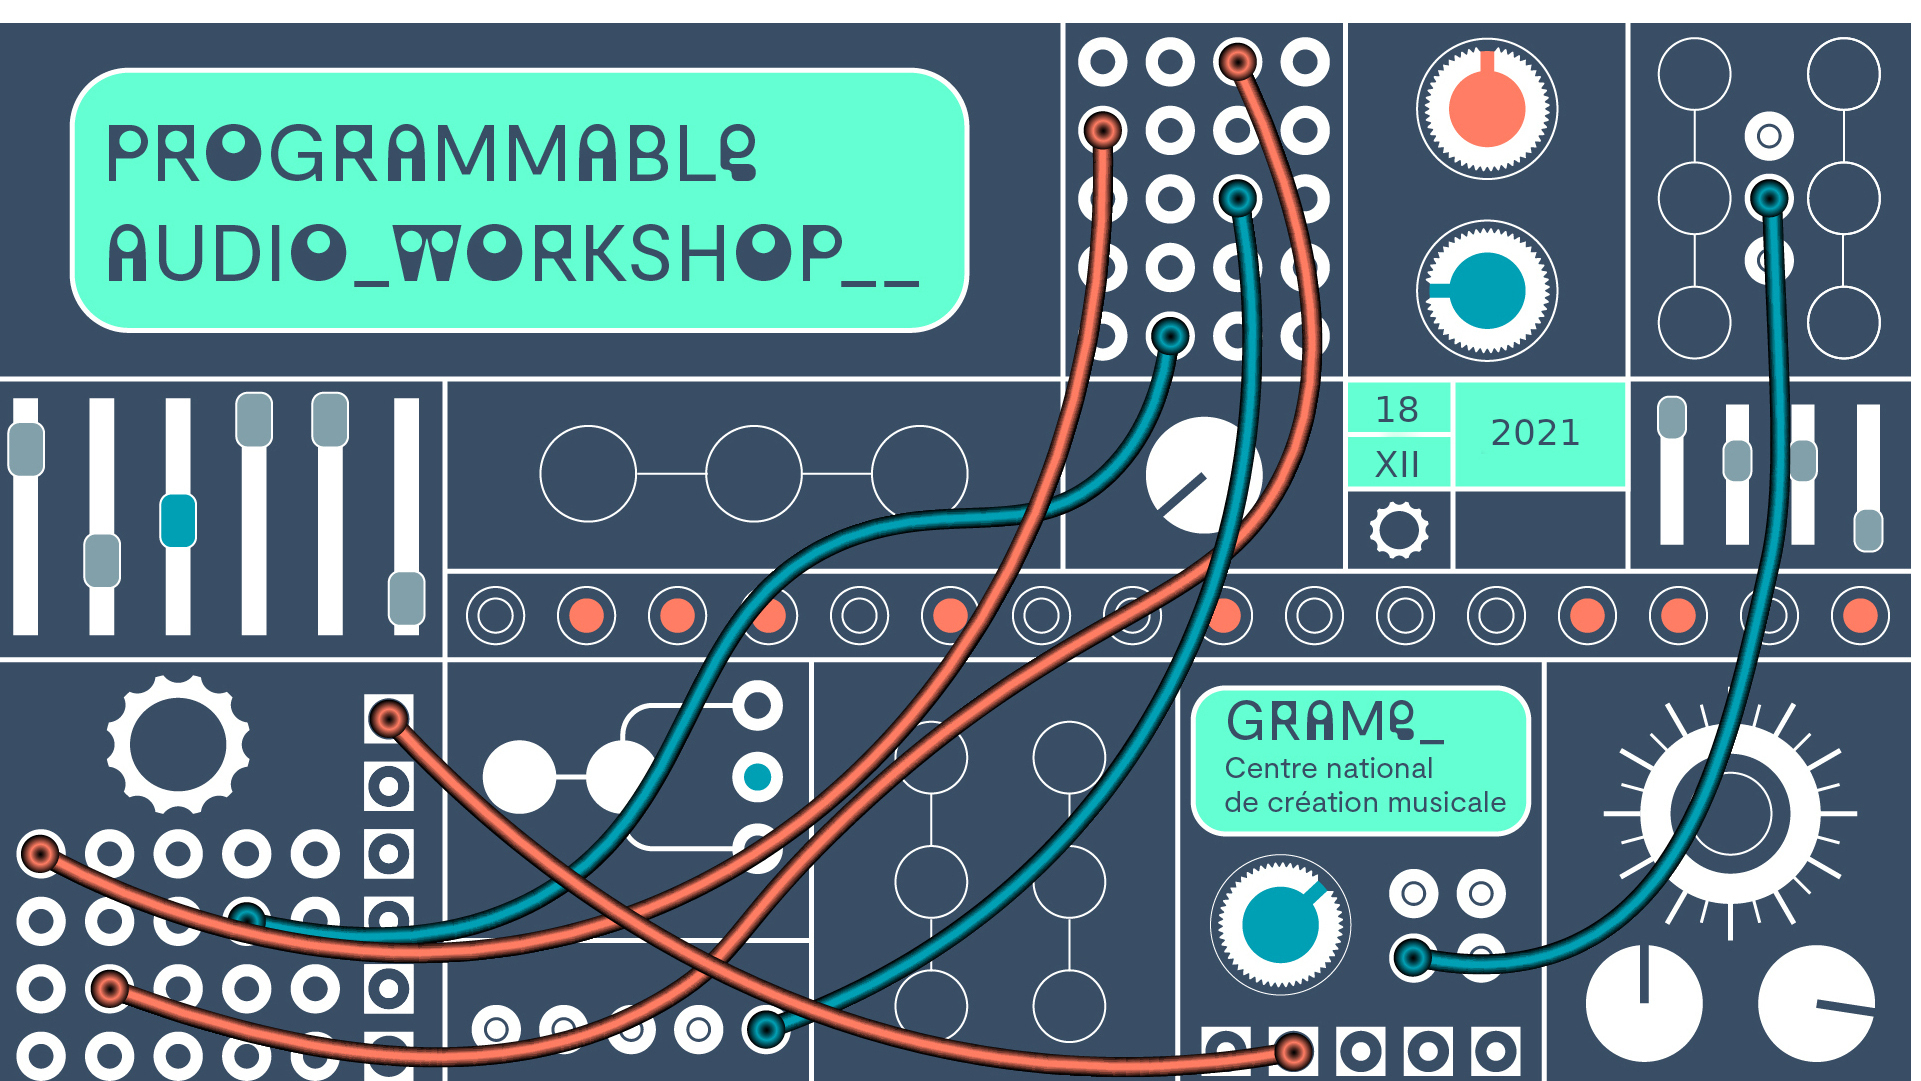 PROGRAMMABLE
AUDIO_WORKSHOP__
18
XII
2021
GRAME_
Centre national
de création musicale